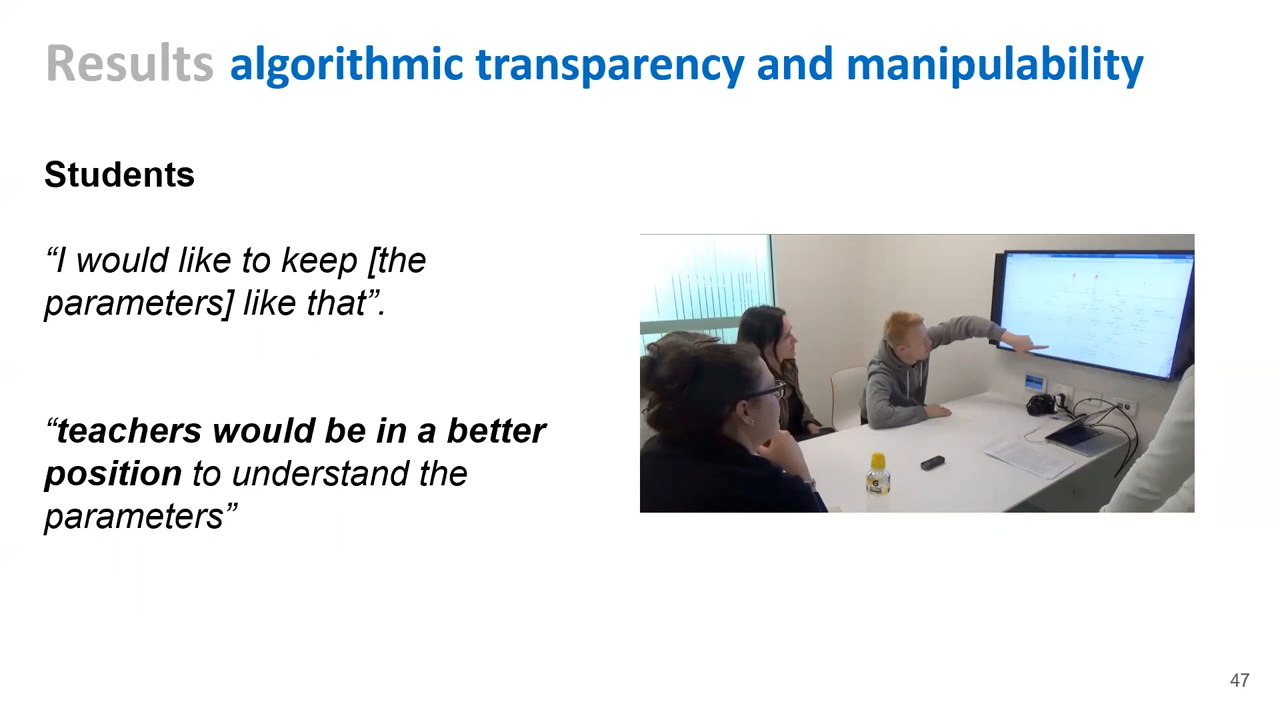 Results algorithmic transparency and manipulability
Students
“I would like to keep [the
parameters] like that”.
“teachers would be in a better
position to understand the
parameters”
47